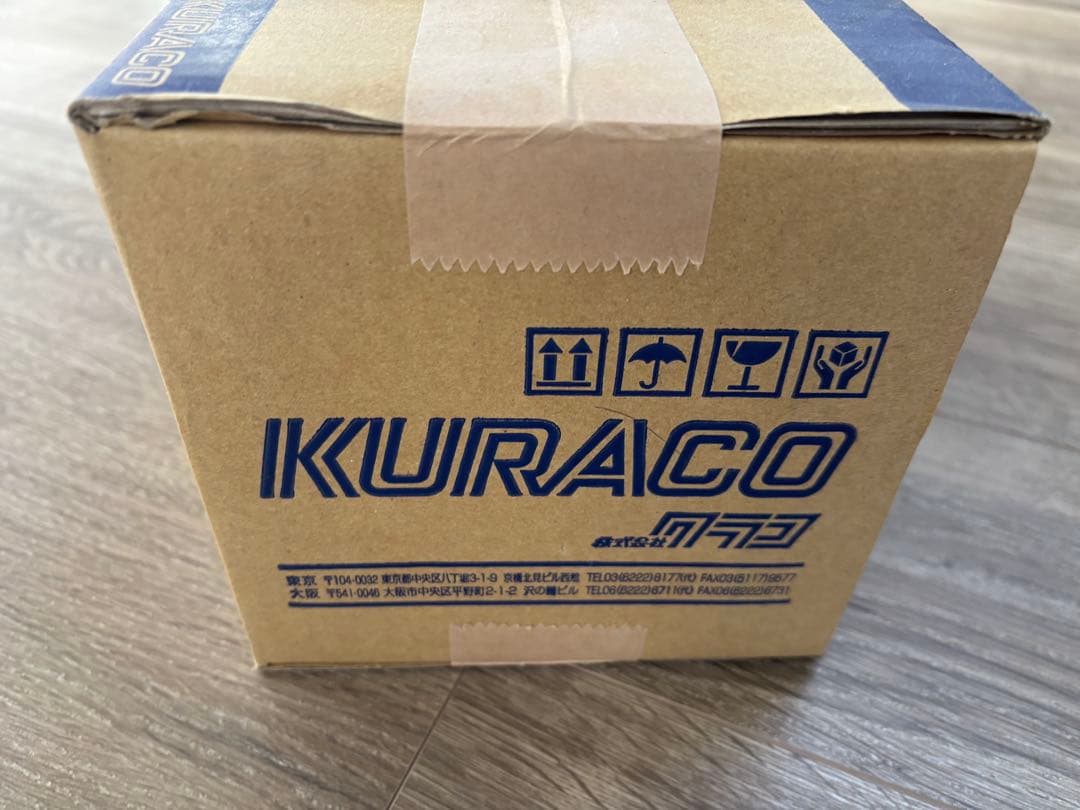 KURACO
KURACO
株式会社クラコ
東京 〒104-0032 東京都中央区八丁堀3-1-9 京橋北見ビル西館 TEL03(6222)8177(代) FAX03(5117)9577
大阪 〒541-0046 大阪市中央区平野町2-1-2 沢の鶴ビル TEL06(6222)6711(代) FAX06(6222)6731